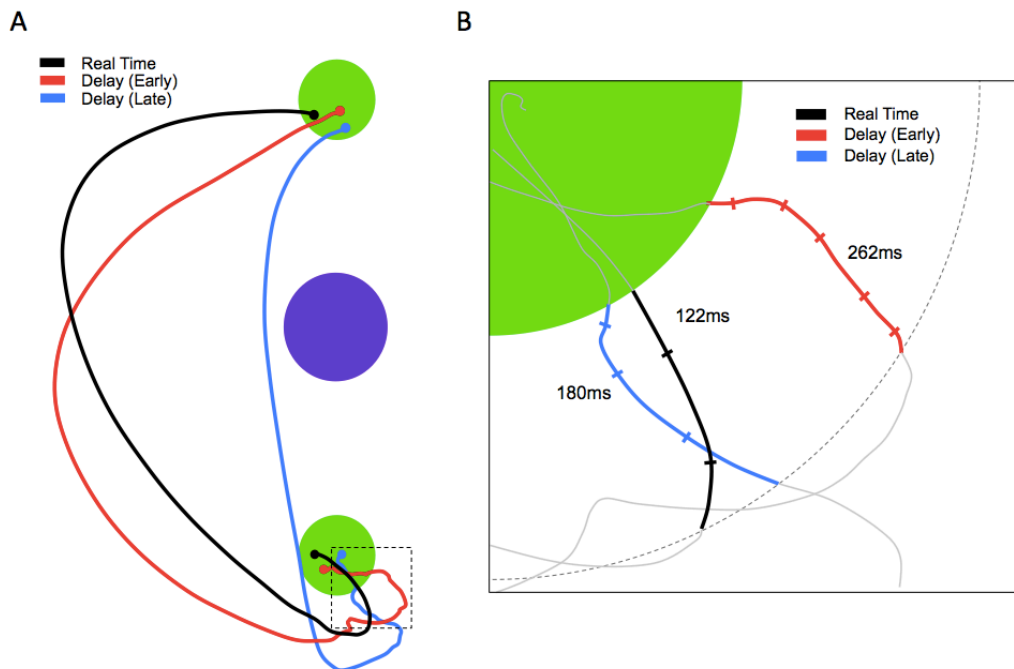 A
Real Time
Delay (Early)
Delay (Late)
B
Real Time
Delay (Early)
Delay (Late)
262ms
122ms
180ms